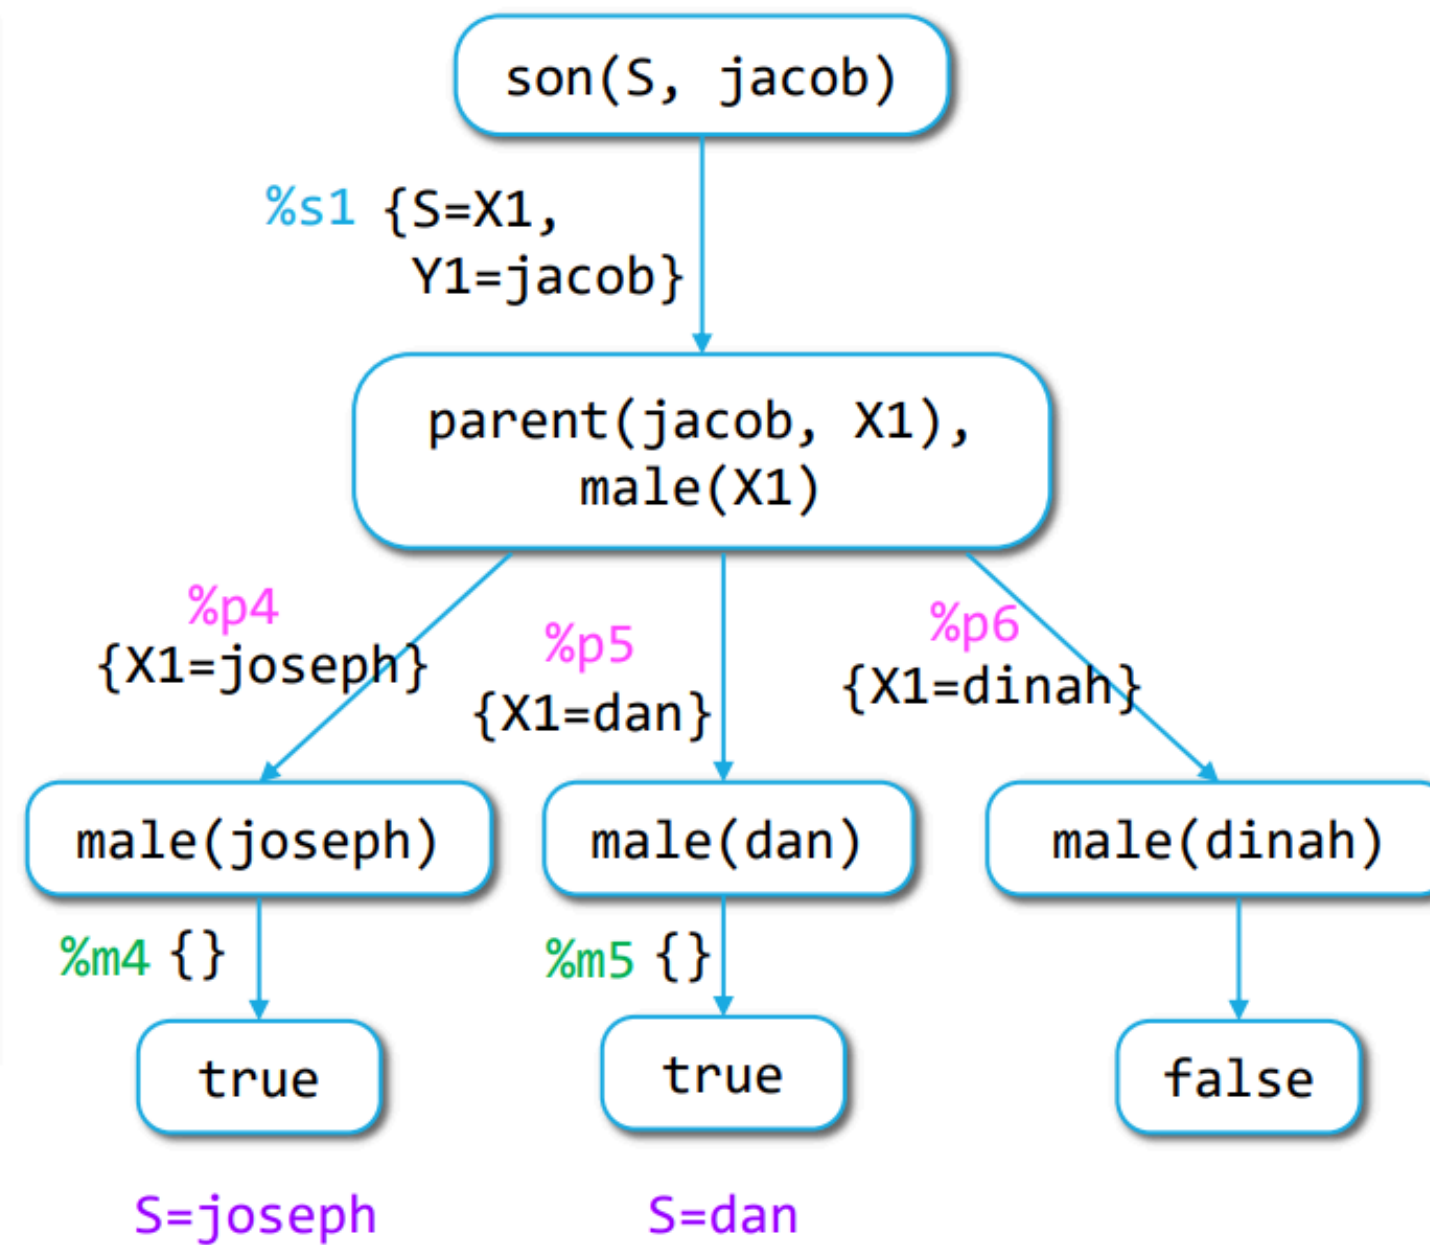 son(S, jacob)
%s1 {S=X1,
Y1=jacob}
parent(jacob, X1),
male(X1)
%p4
{X1=joseph}
%p5
{X1=dan}
%p6
{X1=dinah}
male(joseph)
male(dan)
male(dinah)
%m4 {}
%m5 {}
true
true
false
S=joseph
S=dan